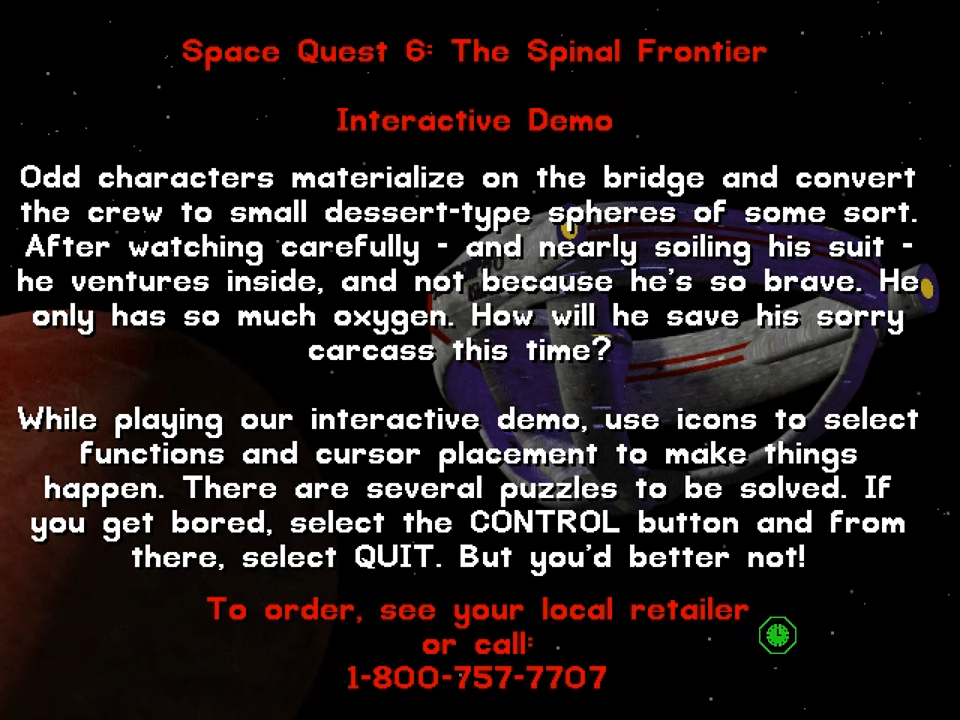 Space Quest 6: The Spinal Frontier
Interactive Demo
Odd characters materialize on the bridge and convert
the crew to small dessert-type spheres of some sort.
After watching carefully - and nearly soiling his suit -
he ventures inside, and not because he's so brave. He
only has so much oxygen. How will he save his sorry
carcass this time?
While playing our interactive demo, use icons to select
functions and cursor placement to make things
happen. There are several puzzles to be solved. If
you get bored, select the CONTROL button and from
there, select QUIT. But you'd better not!
To order, see your local retailer
or call:
1-800-757-7707